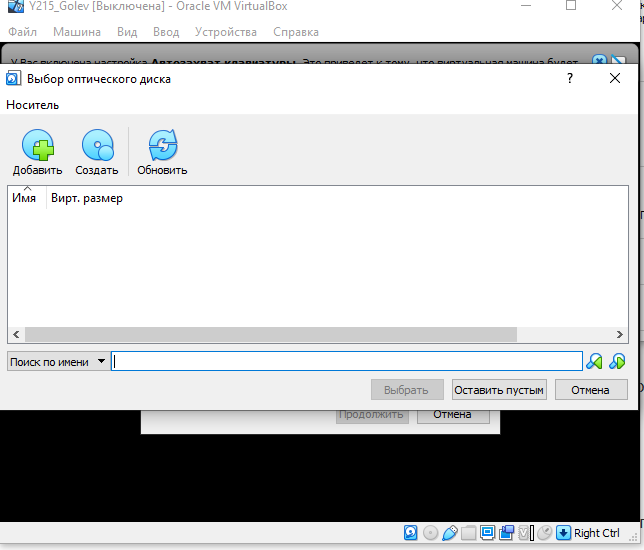 Y215_Golev [Выключена] - Oracle VM VirtualBox
Файл Машина Вид Ввод Устройства Справка
У Вас включена настройка Автозахват клавиатуры. Это приведет к тому, что виртуальная машина будет
Выбор оптического диска ?
Носитель
Добавить Создать Обновить
Имя Вирт. размер
Поиск по имени
Выбрать Оставить пустым Отмена
Продолжить Отмена
Right Ctrl